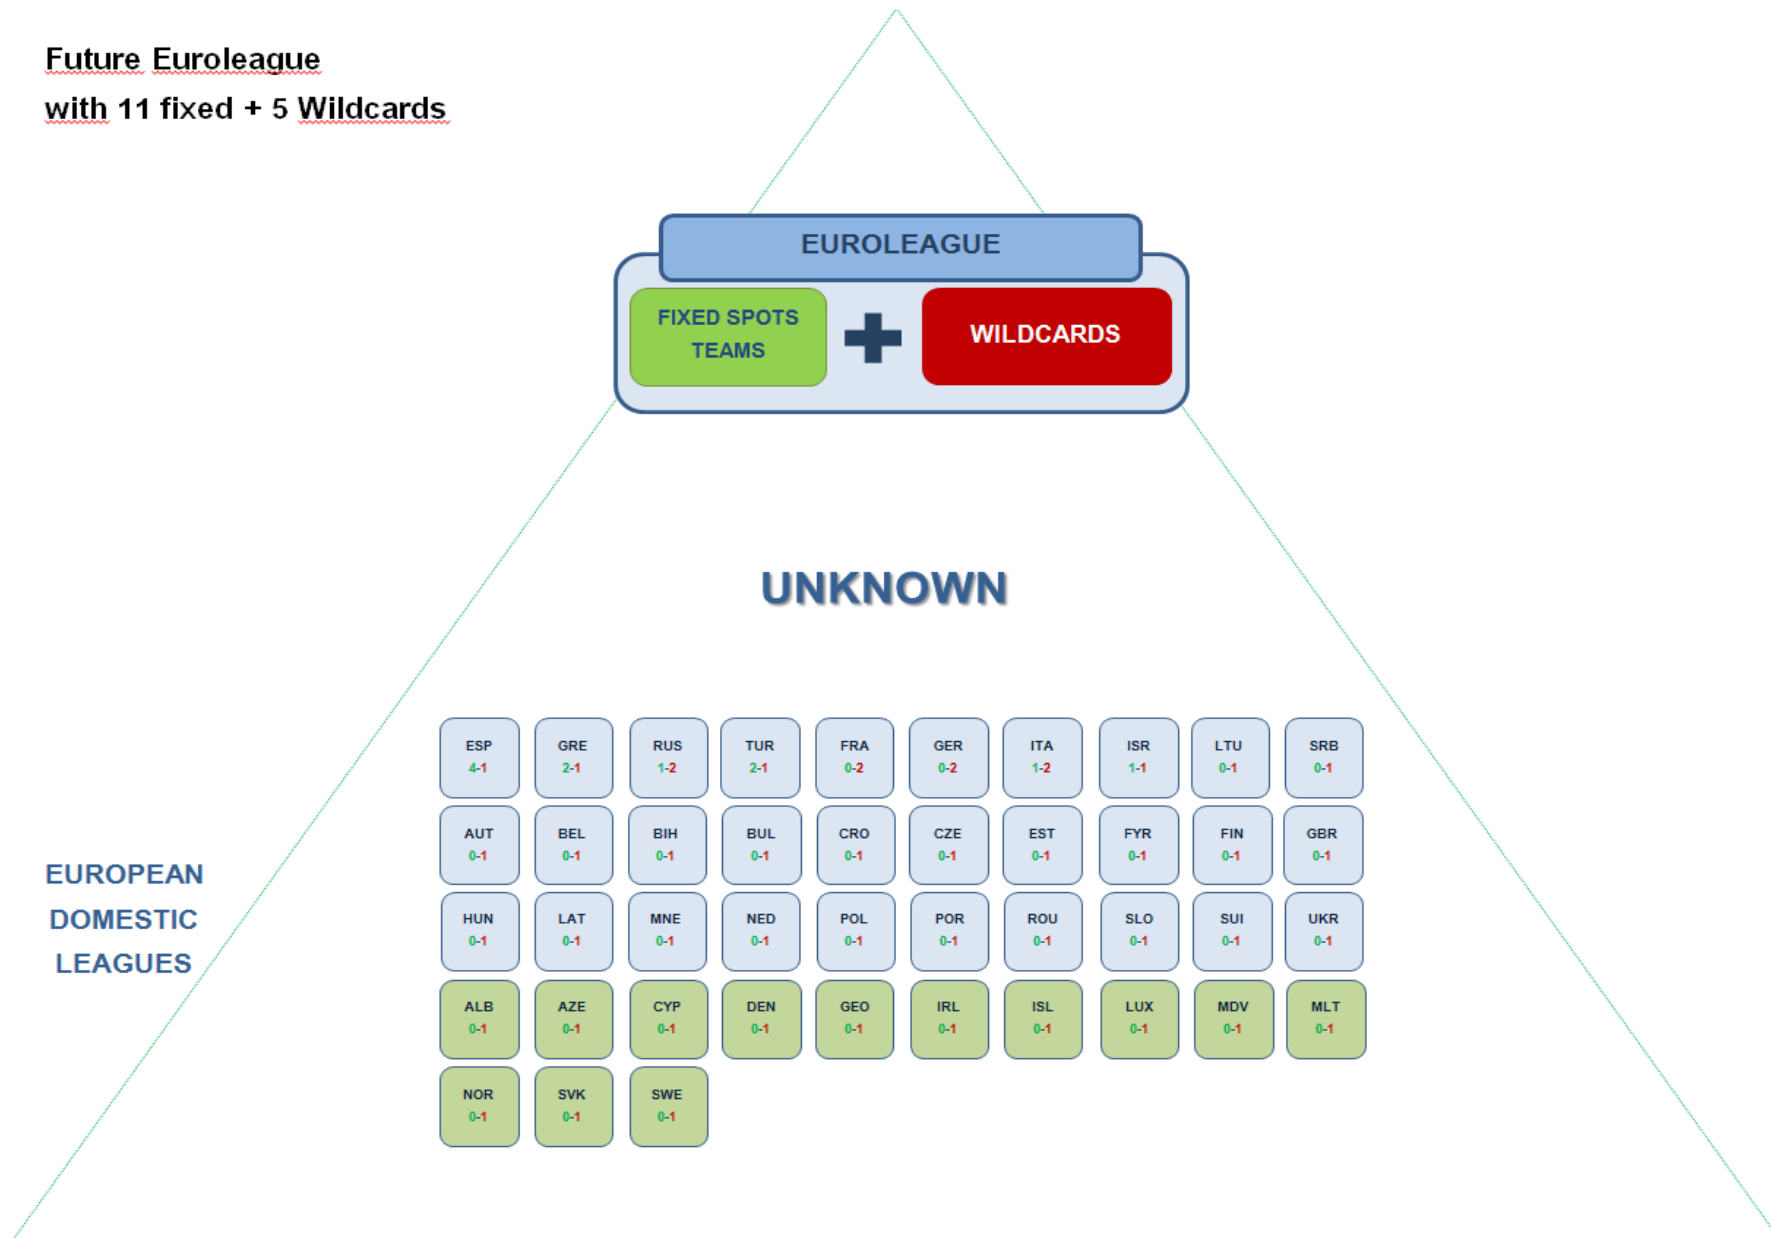 Future Euroleague
with 11 fixed + 5 Wildcards
EUROLEAGUE
FIXED SPOTS
TEAMS
WILDCARDS
UNKNOWN
ESP GRE RUS TUR FRA GER ITA ISR LTU SRB
4-1 2-1 1-2 2-1 0-2 0-2 1-2 1-1 0-1 0-1
AUT BEL BIH BUL CRO CZE EST FYR FIN GBR
0-1 0-1 0-1 0-1 0-1 0-1 0-1 0-1 0-1 0-1
EUROPEAN
DOMESTIC
LEAGUES
HUN LAT MNE NED POL POR ROU SLO SUI UKR
0-1 0-1 0-1 0-1 0-1 0-1 0-1 0-1 0-1 0-1
ALB AZE CYP DEN GEO IRL ISL LUX MDV MLT
0-1 0-1 0-1 0-1 0-1 0-1 0-1 0-1 0-1 0-1
NOR SVK SWE
0-1 0-1 0-1